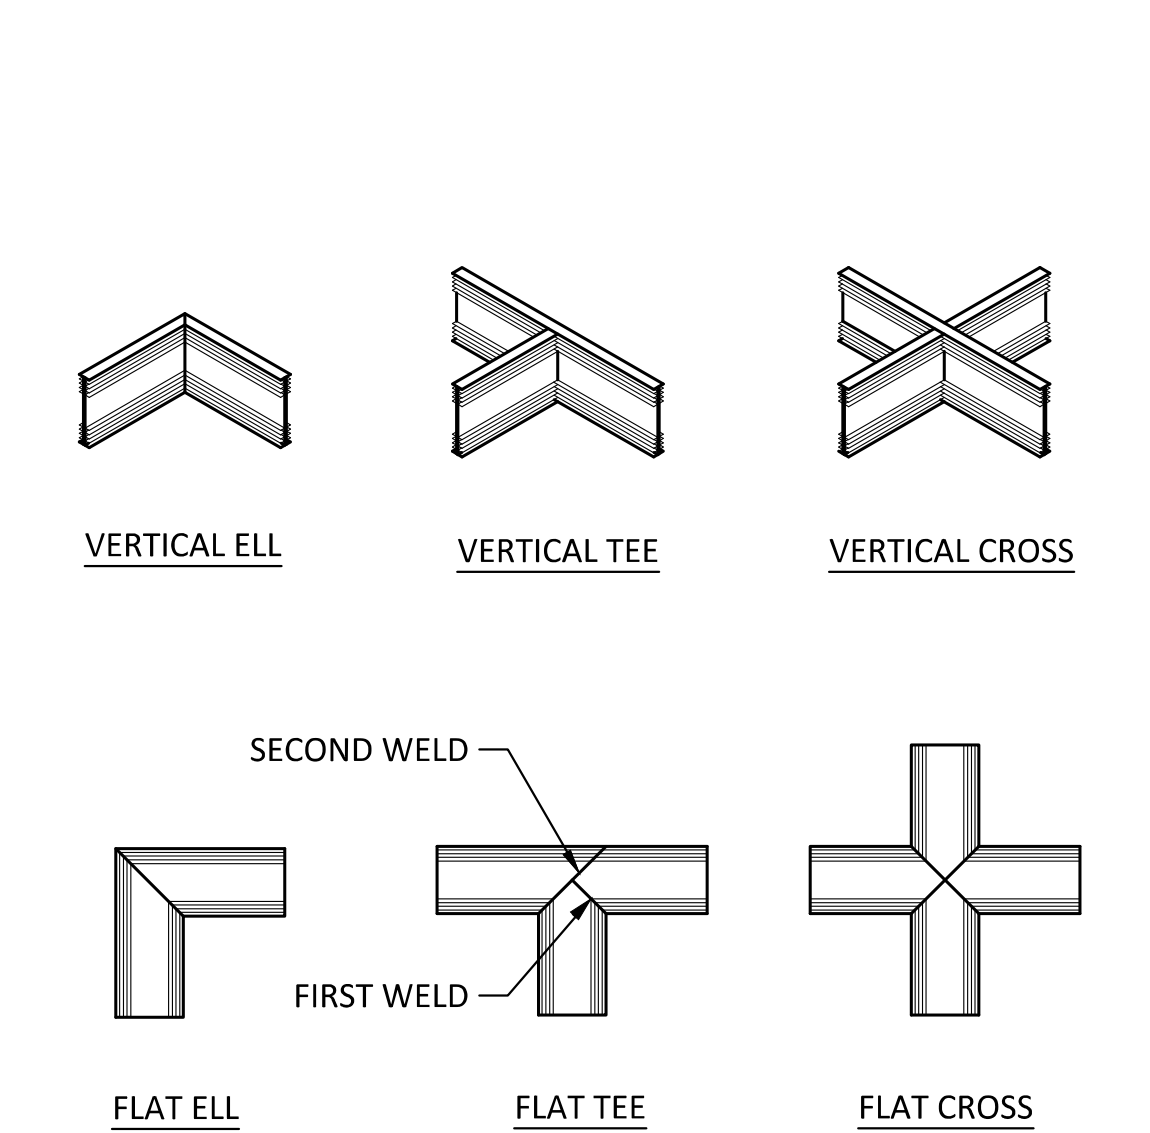 VERTICAL ELL
VERTICAL TEE
VERTICAL CROSS
SECOND WELD
FIRST WELD
FLAT ELL
FLAT TEE
FLAT CROSS